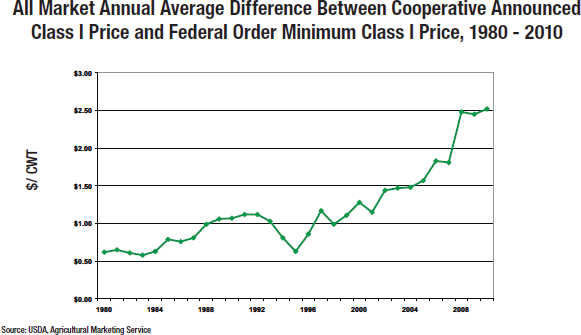 All Market Annual Average Difference Between Cooperative Announced
Class I Price and Federal Order Minimum Class I Price, 1980 - 2010
$3.00
$2.50
$2.00
$1.50
$1.00
$0.50
$0.00
$/ CWT
1980 1984 1988 1992 1996 2000 2004 2008
Source: USDA, Agricultural Marketing Service